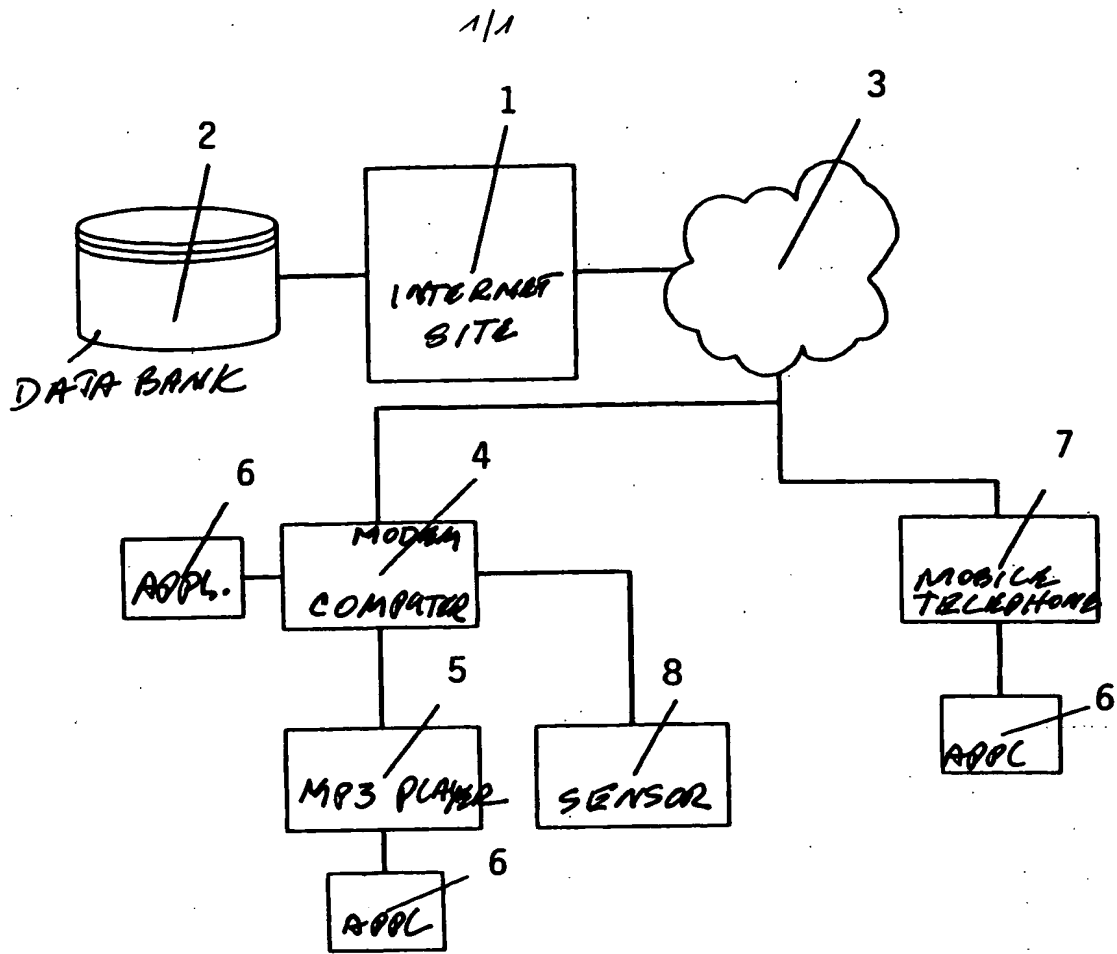 1/1
2
1
3
INTERNET
SITE
DATA BANK
6
4
7
MODEM
APPL.
COMPUTER
MOBILE
TELEPHONE
5
8
6
MP3 PLAYER
SENSOR
APPL
6
APPL